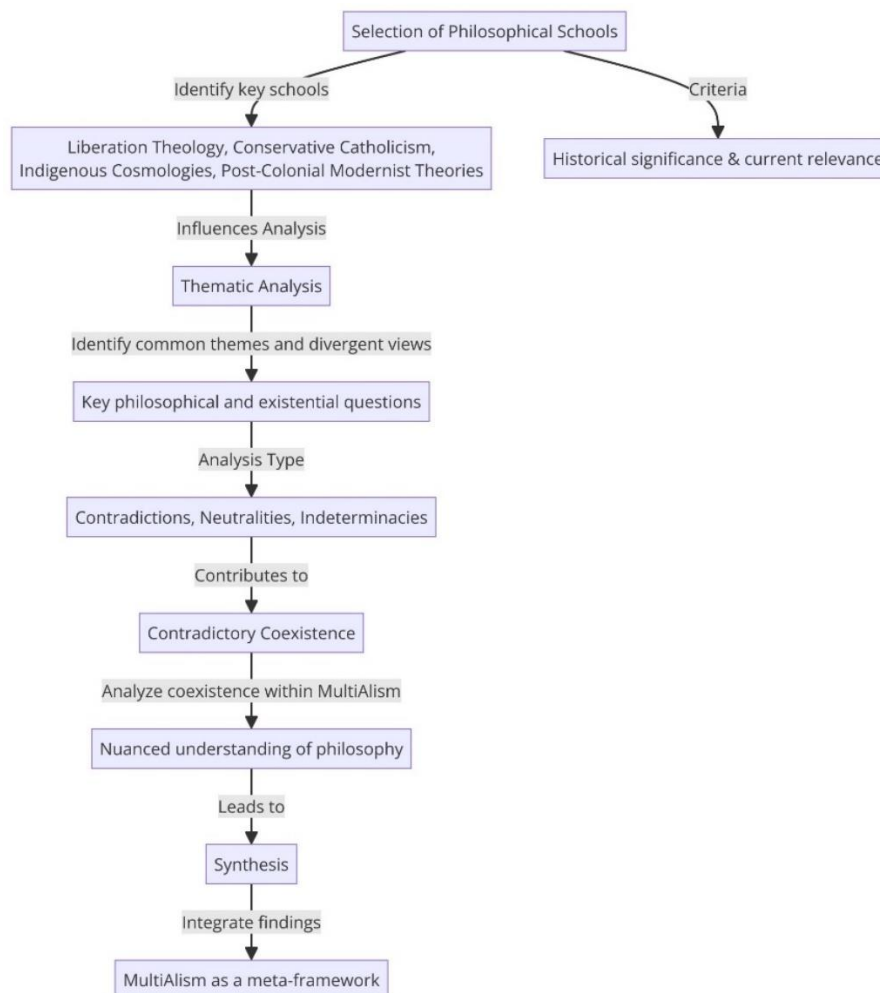 Selection of Philosophical Schools
Identify key schools
Criteria
Liberation Theology, Conservative Catholicism,
Indigenous Cosmologies, Post-Colonial Modernist Theories
Historical significance & current relevance
Influences Analysis
Thematic Analysis
Identify common themes and divergent views
Key philosophical and existential questions
Analysis Type
Contradictions, Neutralities, Indeterminacies
Contributes to
Contradictory Coexistence
Analyze coexistence within MultiAlism
Nuanced understanding of philosophy
Leads to
Synthesis
Integrate findings
MultiAlism as a meta-framework